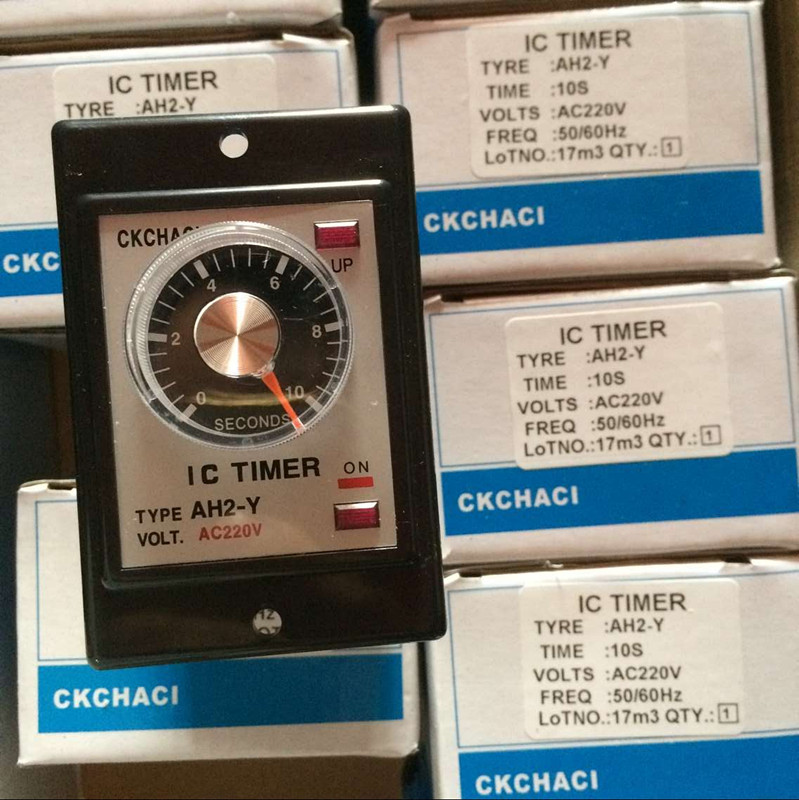 IC TIMER
TYRE :AH2-Y
CKC
IC TIMER
TYRE :AH2-Y
TIME :10S
VOLTS :AC220V
FREQ :50/60Hz
LoTNO.:17m3 QTY.:1
CKCHACI
CKCHAC
UP
0
2
4
6
8
10
SECONDS
IC TIMER
ON
TYPE AH2-Y
VOLT. AC220V
IC TIMER
TYRE :AH2-Y
TIME :10S
VOLTS :AC220V
FREQ :50/60Hz
LoTNO.:17m3 QTY.:1
CKCHACI
CKCHACI
IC TIMER
TYRE :AH2-Y
TIME :10S
VOLTS :AC220V
FREQ :50/60Hz
LoTNO.:17m3 QTY.:1
CKCHACI